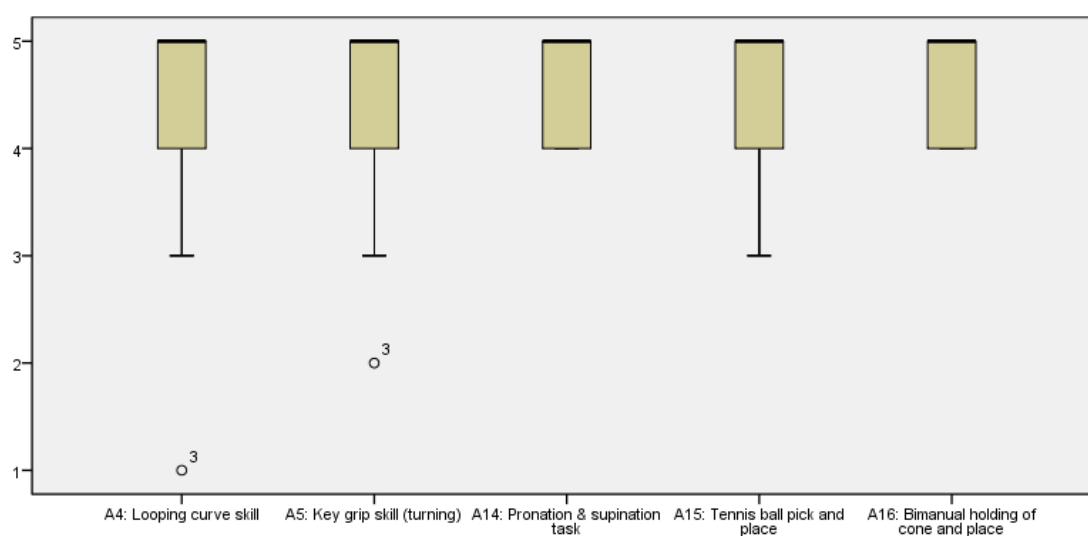 5
4
3
2
1
3
3
A4: Looping curve skill
A5: Key grip skill (turning)
A14: Pronation & supination
task
A15: Tennis ball pick and
place
A16: Bimanual holding of
cone and place